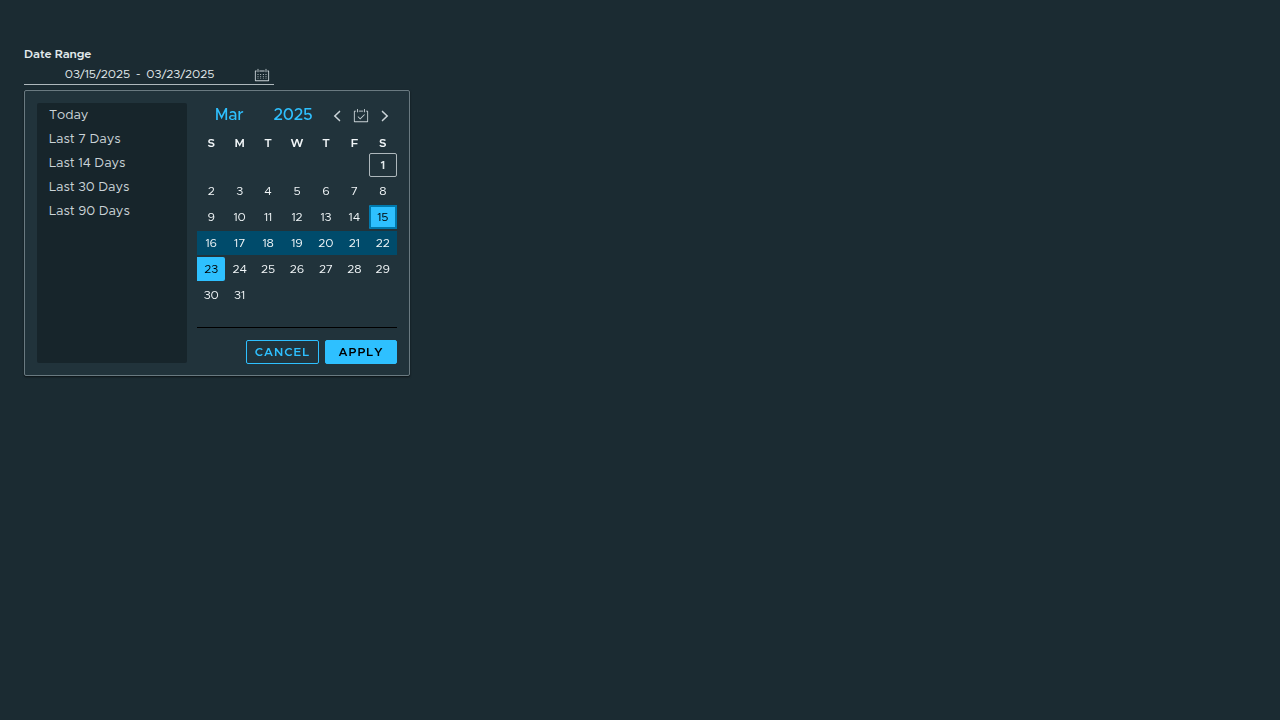 Date Range
03/15/2025 - 03/23/2025
Today
Last 7 Days
Last 14 Days
Last 30 Days
Last 90 Days
Mar 2025
S M T W T F S
1
2 3 4 5 6 7 8
9 10 11 12 13 14 15
16 17 18 19 20 21 22
23 24 25 26 27 28 29
30 31
CANCEL APPLY